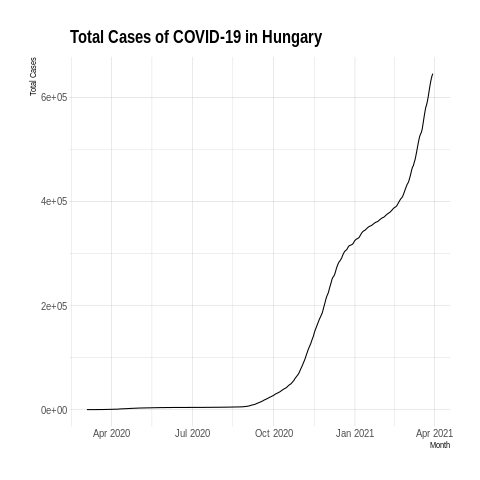 Total Cases of COVID-19 in Hungary
Total Cases
6e+05
4e+05
2e+05
0e+00
Apr 2020 Jul 2020 Oct 2020 Jan 2021 Apr 2021
Month